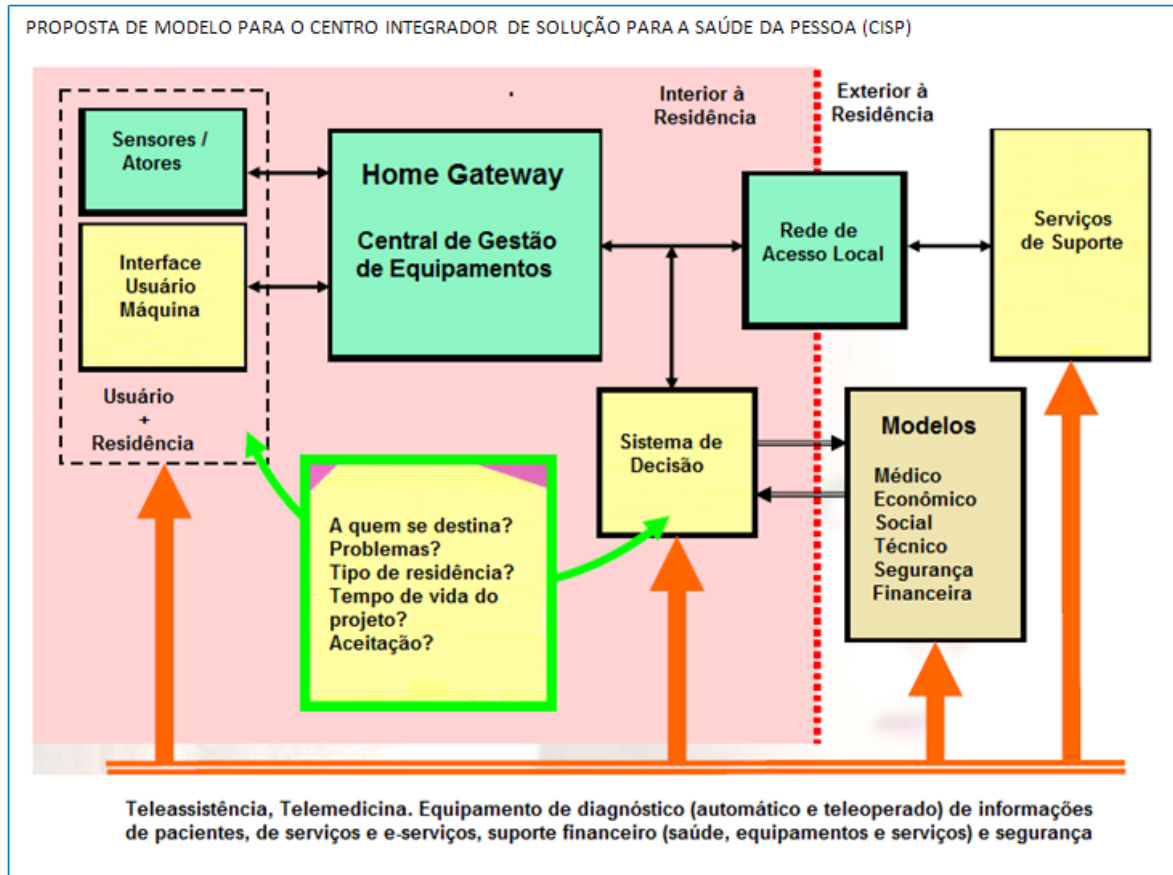 PROPOSTA DE MODELO PARA O CENTRO INTEGRADOR DE SOLUÇÃO PARA A SAÚDE DA PESSOA (CISP)
Interior à
Residência
Exterior à
Residência
Sensores /
Atores
Interface
Usuário
Máquina
Usuário
+
Residência
Home Gateway
Central de Gestão
de Equipamentos
Rede de
Acesso Local
Serviços
de Suporte
Sistema de
Decisão
Modelos
Médico
Econômico
Social
Técnico
Segurança
Financeira
A quem se destina?
Problemas?
Tipo de residência?
Tempo de vida do
projeto?
Aceitação?
Teleassistência, Telemedicina. Equipamento de diagnóstico (automático e teleoperado) de informações
de pacientes, de serviços e e-serviços, suporte financeiro (saúde, equipamentos e serviços) e segurança